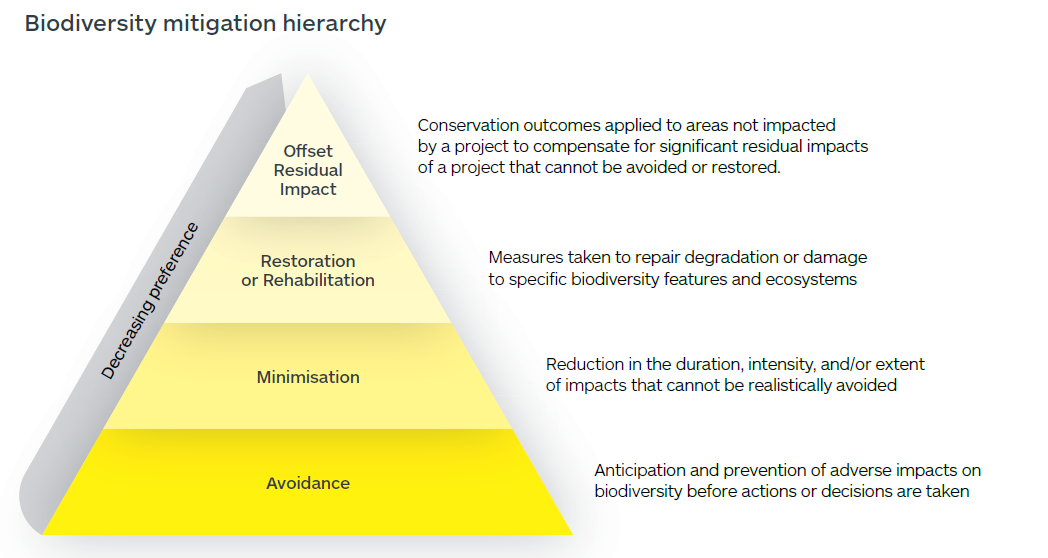 Biodiversity mitigation hierarchy
Decreasing preference
Offset
Residual
Impact
Conservation outcomes applied to areas not impacted
by a project to compensate for significant residual impacts
of a project that cannot be avoided or restored.
Restoration
or Rehabilitation
Measures taken to repair degradation or damage
to specific biodiversity features and ecosystems
Minimisation
Reduction in the duration, intensity, and/or extent
of impacts that cannot be realistically avoided
Avoidance
Anticipation and prevention of adverse impacts on
biodiversity before actions or decisions are taken